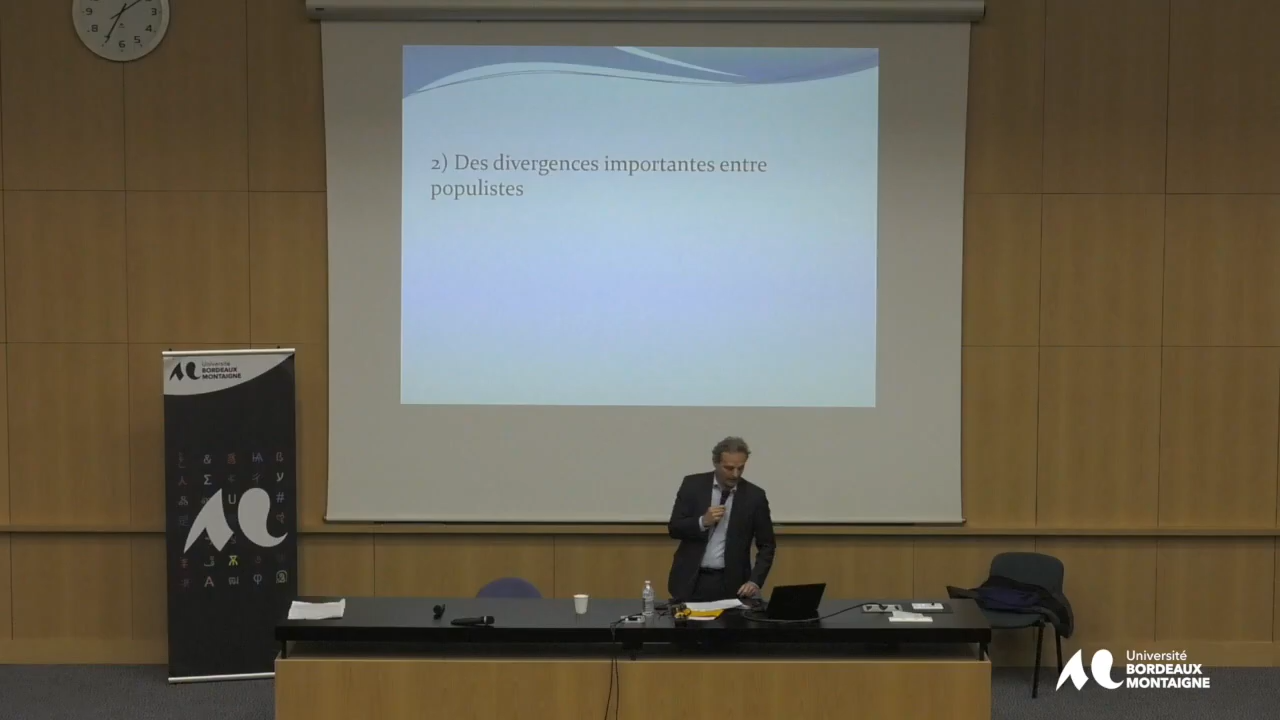 2) Des divergences importantes entre
populistes
Université
BORDEAUX
MONTAIGNE
Université
BORDEAUX
MONTAIGNE